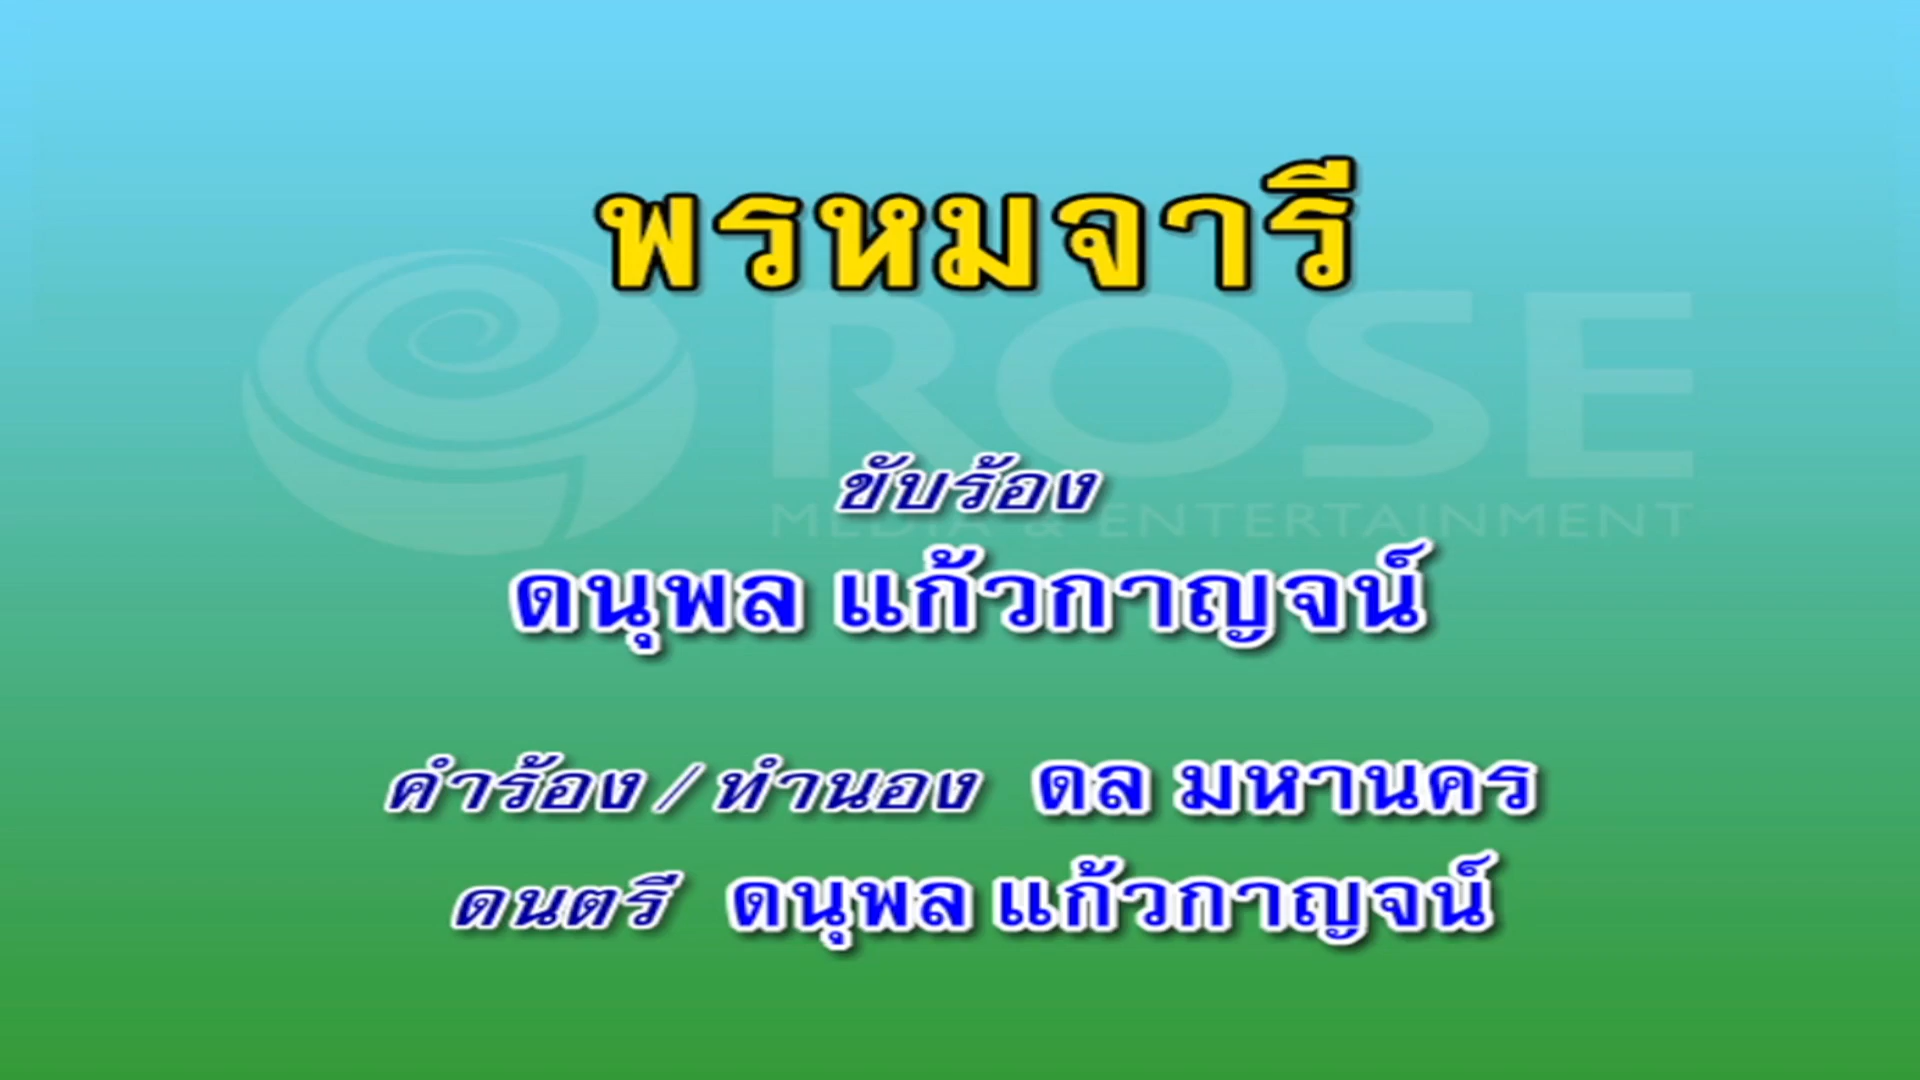 พรหมจารี
ROSE
MEDIA & ENTERTAINMENT
ขับร้อง
ดนุพล แก้วกาญจน์
คำร้อง / ทำนอง ดล มหานคร
ดนตรี ดนุพล แก้วกาญจน์